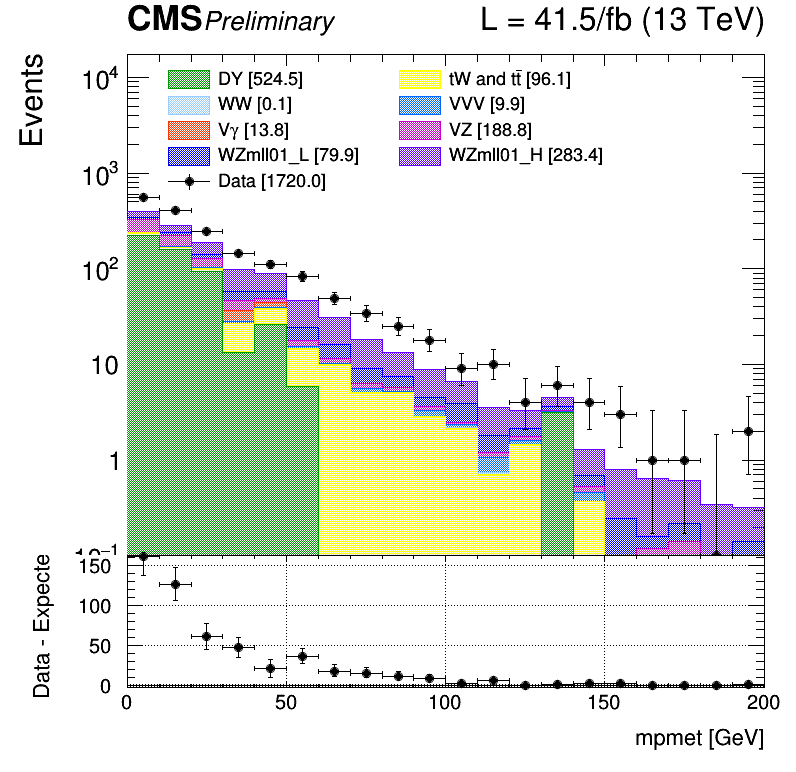 CMS Preliminary L = 41.5/fb (13 TeV)
Events
10⁴
10³
10²
10
1
10⁻¹
DY [524.5] tW and tt̄ [96.1]
WW [0.1] VVV [9.9]
Vγ [13.8] VZ [188.8]
WZmll01_L [79.9] WZmll01_H [283.4]
Data [1720.0]
Data - Expecte
150
100
50
0
0 50 100 150 200
mpmet [GeV]